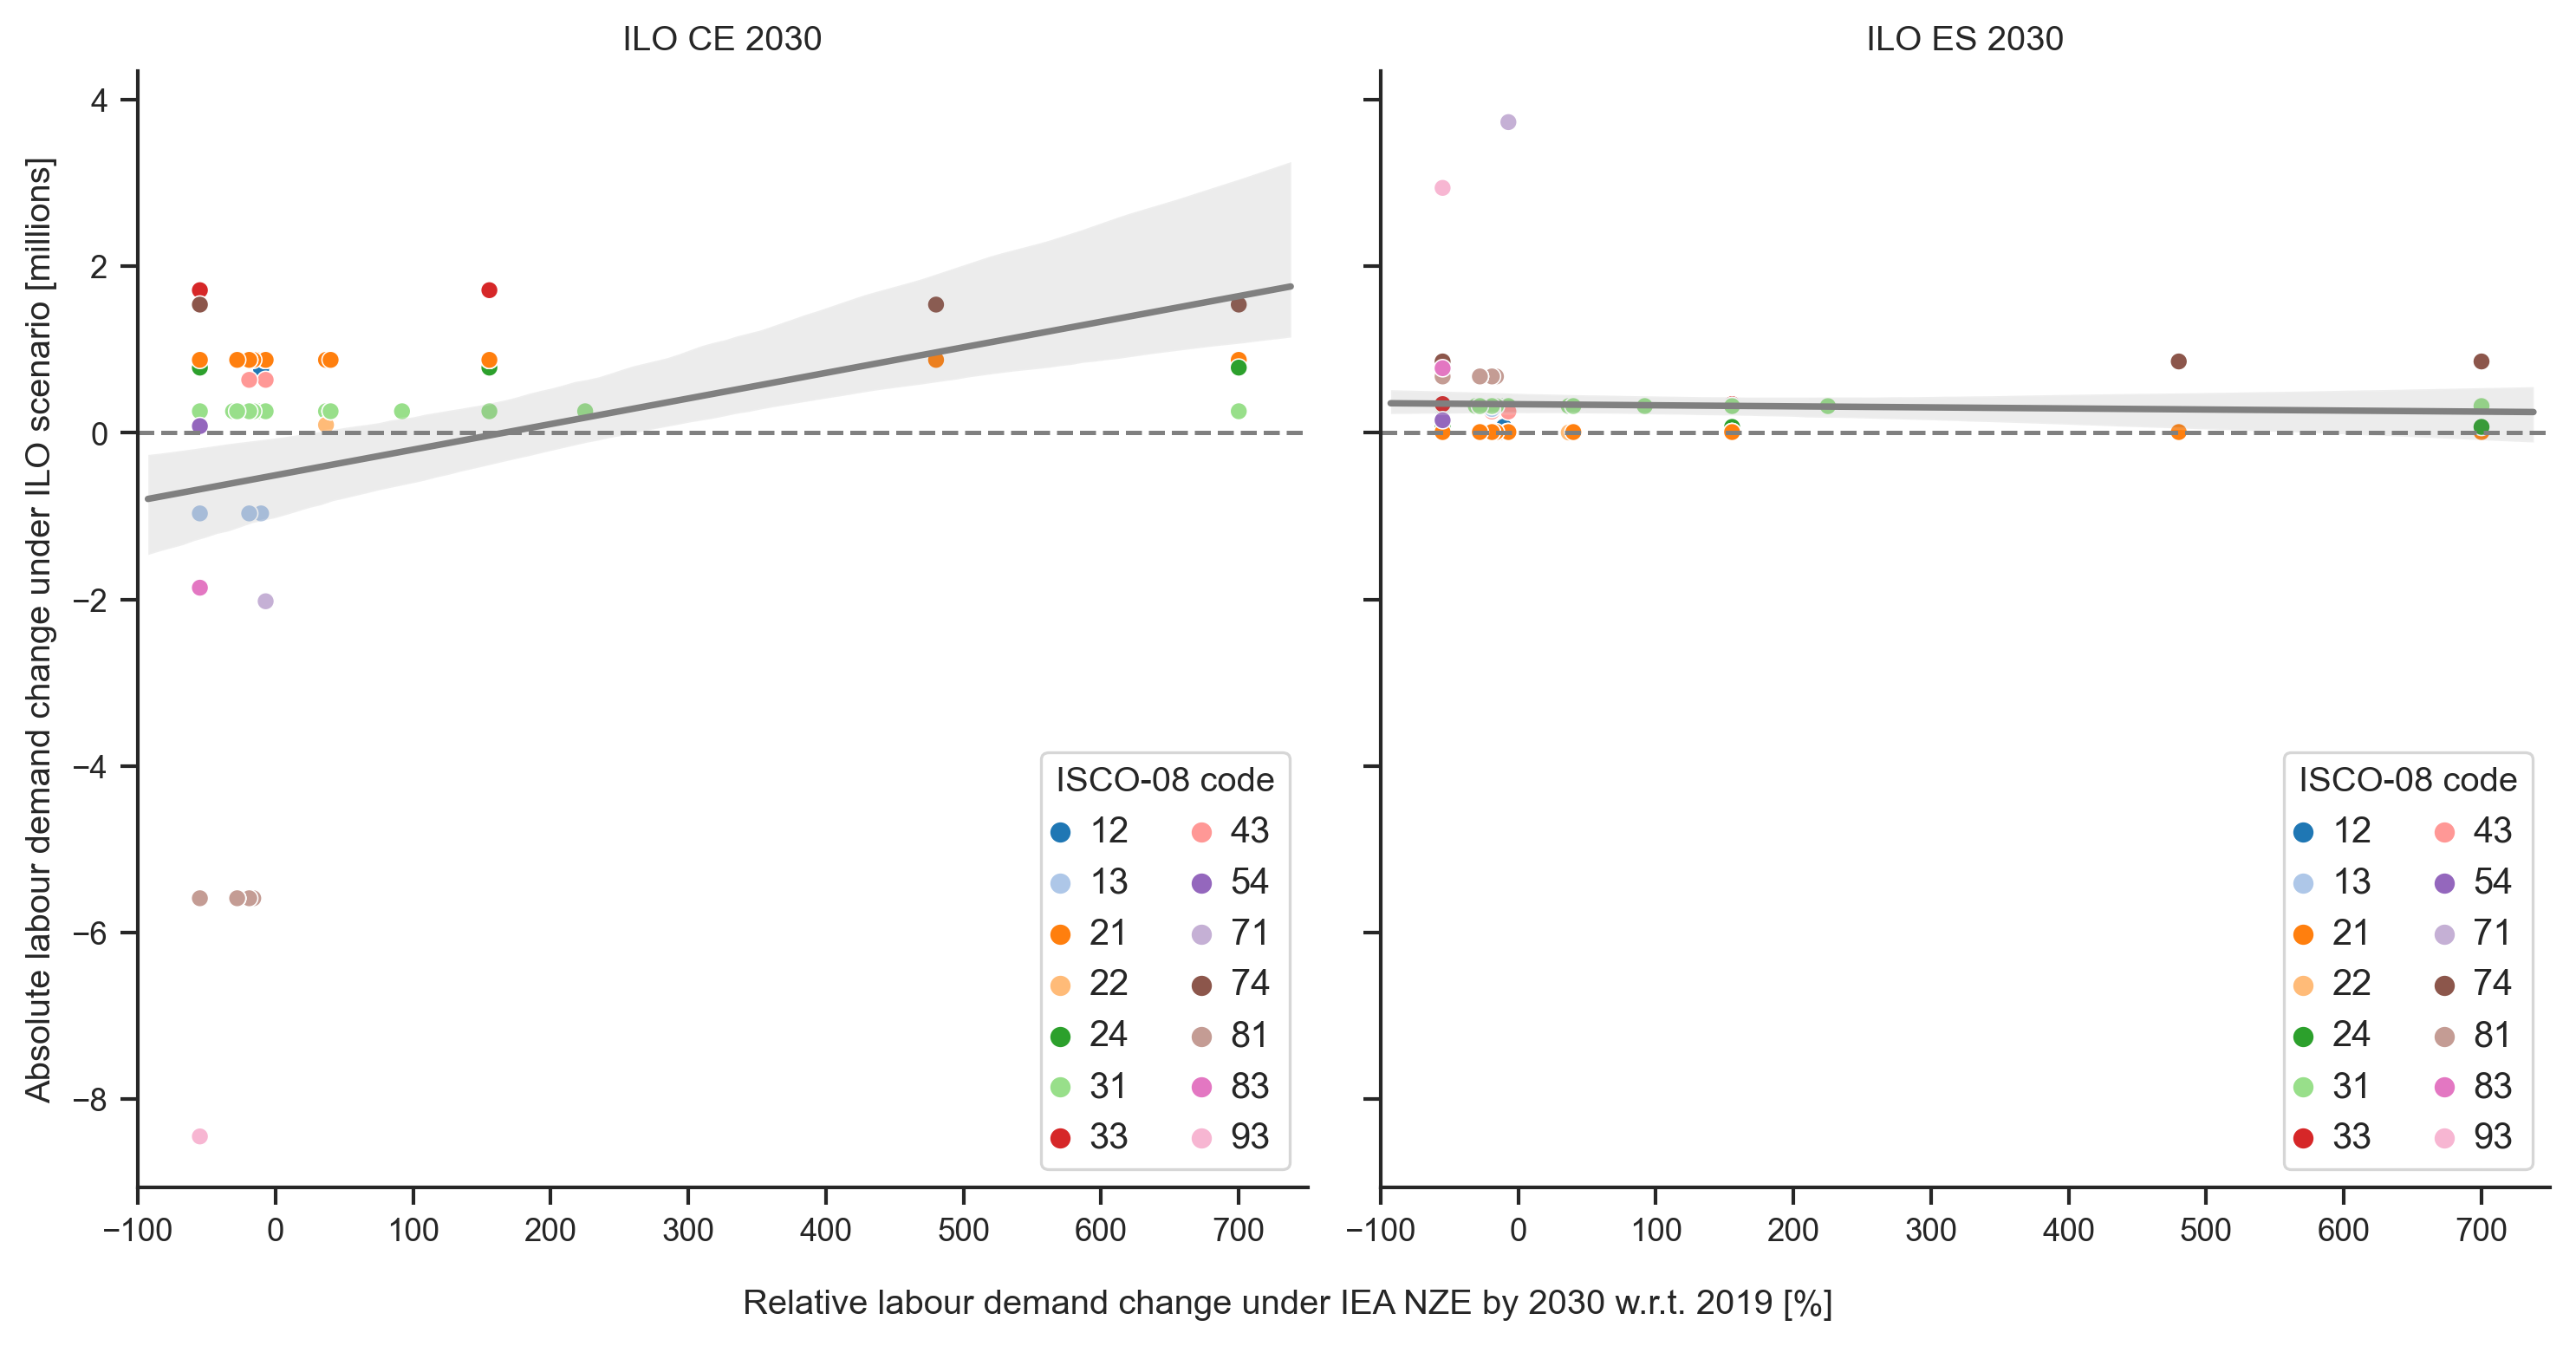 ILO CE 2030
ILO ES 2030
Absolute labour demand change under ILO scenario [millions]
4
2
0
−2
−4
−6
−8
ISCO-08 code
12 43
13 54
21 71
22 74
24 81
31 83
33 93
ISCO-08 code
12 43
13 54
21 71
22 74
24 81
31 83
33 93
−100 0 100 200 300 400 500 600 700
−100 0 100 200 300 400 500 600 700
Relative labour demand change under IEA NZE by 2030 w.r.t. 2019 [%]